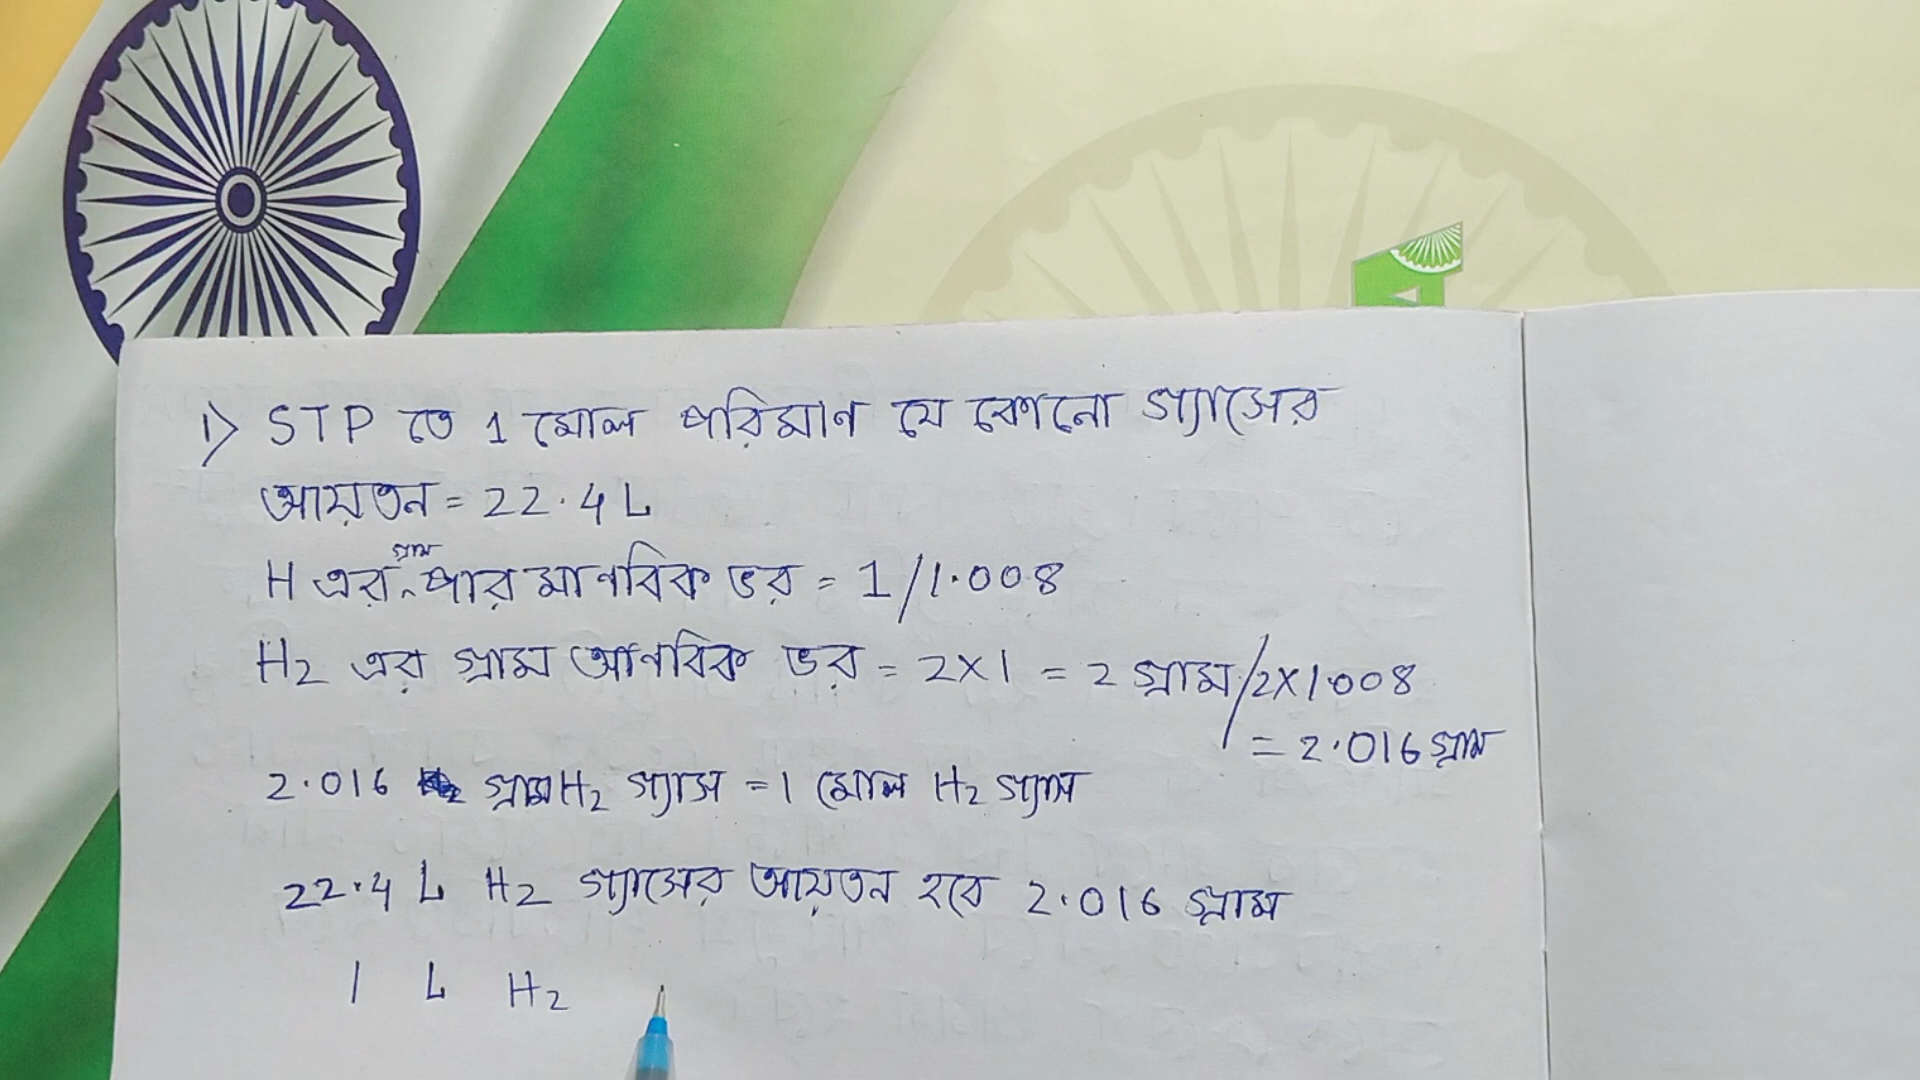 1) STP তে 1 মোল পরিমান যে কোনো গ্যাসের
আয়তন = 22.4 L
H এর গ্রাম পারমাণবিক ভর = 1 / 1.008
H2 এর গ্রাম আণবিক ভর = 2×1 = 2 গ্রাম / 2×1.008
= 2.016 গ্রাম
2.016 গ্রাম H2 গ্যাস = 1 মোল H2 গ্যাস
22.4 L H2 গ্যাসের আয়তন হবে 2.016 গ্রাম
1 L H2